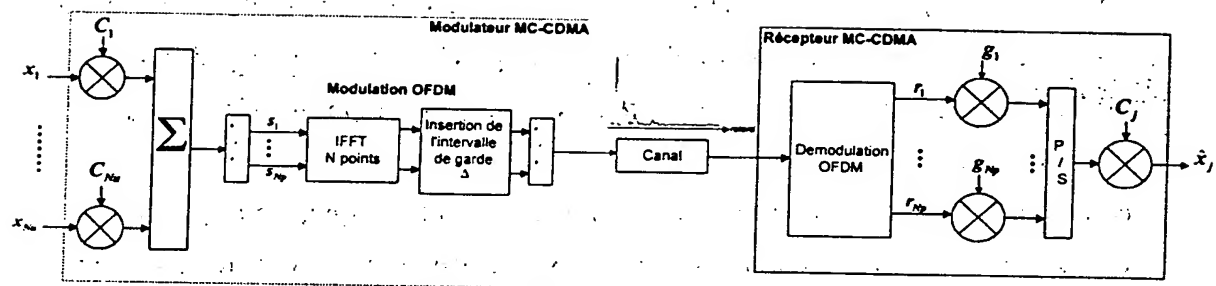 Modulateur MC-CDMA
C1
x1
Σ
CNu
xNu
Modulation OFDM
s1
sNp
IFFT
N points
Insertion de
l'intervalle
de garde
Δ
Canal
Récepteur MC-CDMA
Demodulation
OFDM
r1
rNp
g1
gNp
P
/
S
Cj
x̂j